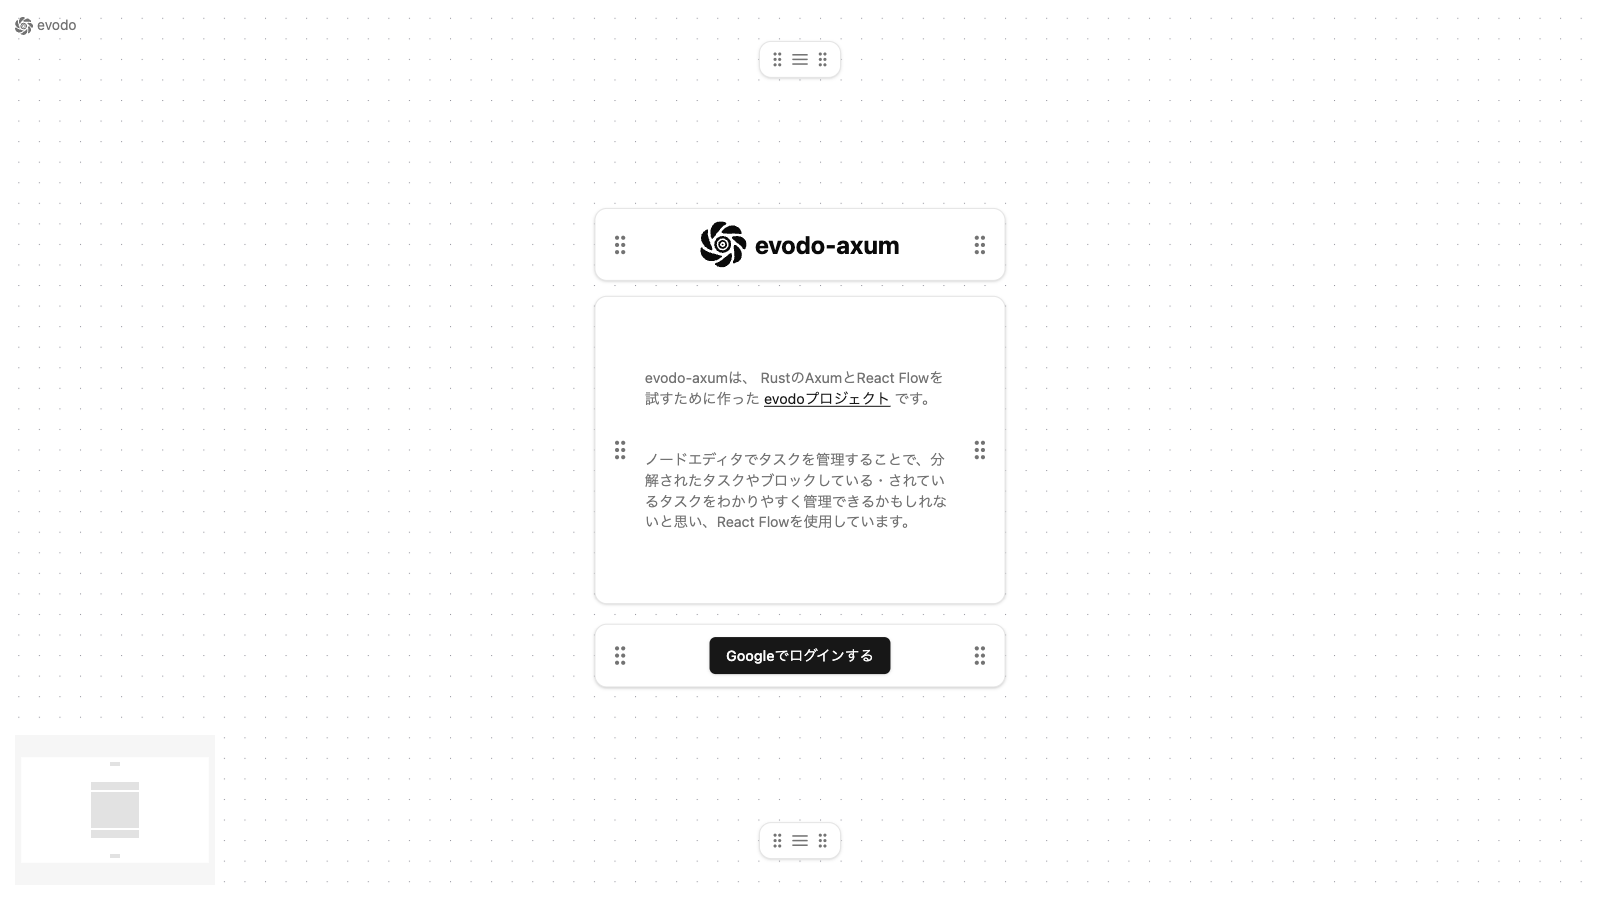 evodo
evodo-axum
evodo-axumは、 RustのAxumとReact Flowを
試すために作った evodoプロジェクト です。
ノードエディタでタスクを管理することで、分
解されたタスクやブロックしている・されてい
るタスクをわかりやすく管理できるかもしれな
いと思い、React Flowを使用しています。
Googleでログインする